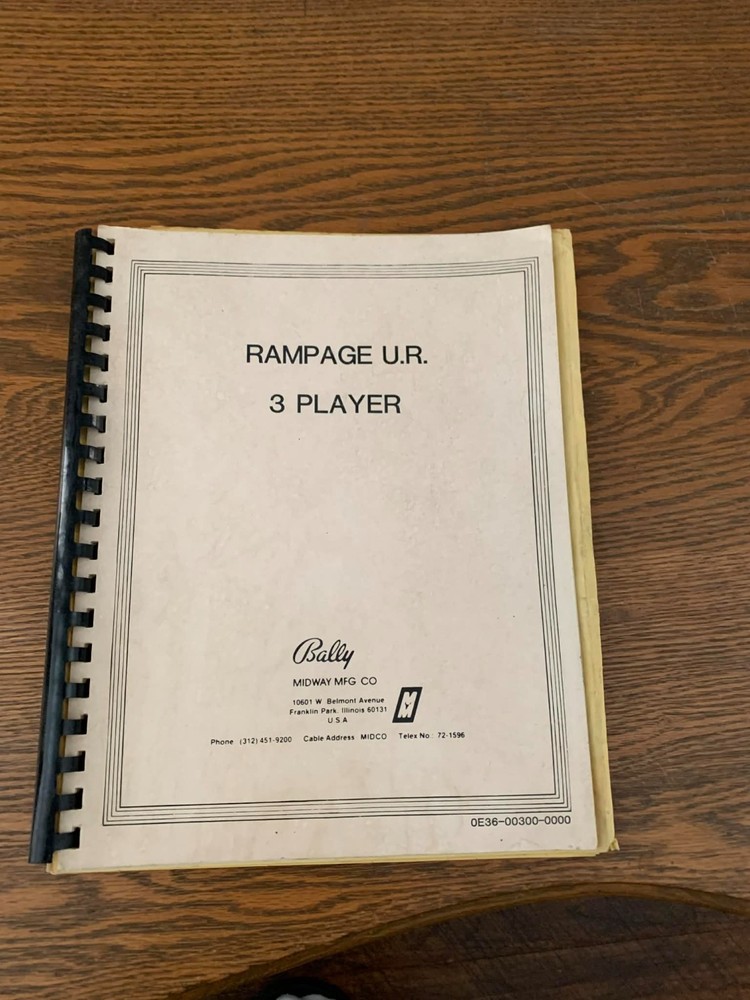 RAMPAGE U.R.
3 PLAYER
Bally
MIDWAY MFG CO
10601 W Belmont Avenue
Franklin Park, Illinois 60131
U.S.A
Phone (312) 451-9200 Cable Address MIDCO Telex No.: 72-1596
0E36-00300-0000